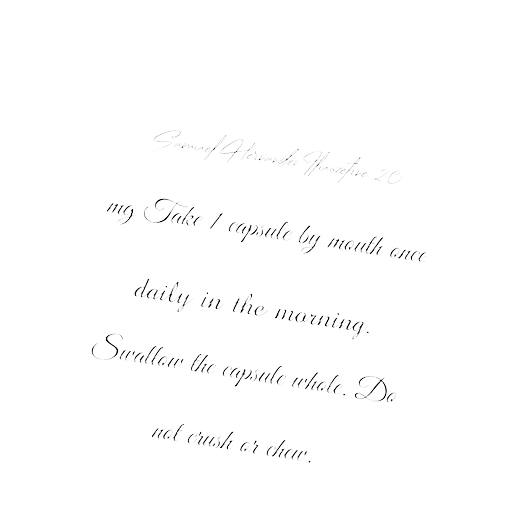 Samuel Hernandez Fluoxetine 20
mg Take 1 capsule by mouth once
daily in the morning.
Swallow the capsule whole. Do
not crush or chew.